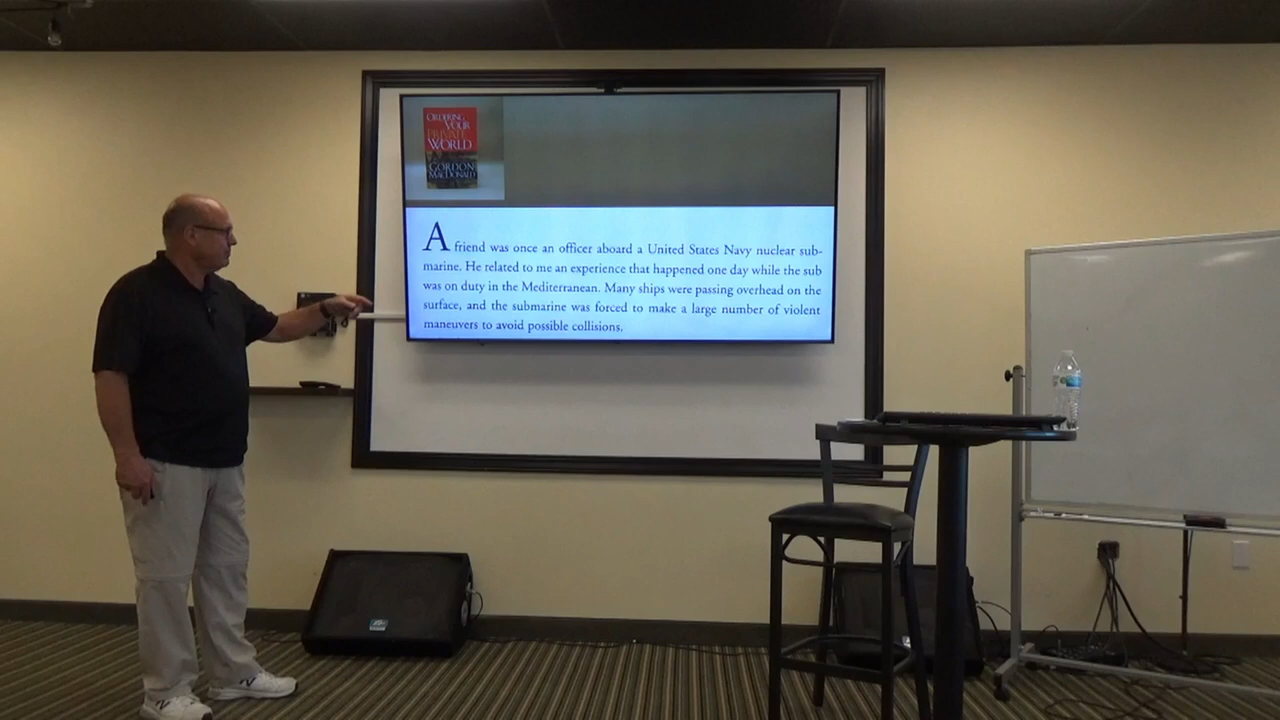 ORDERING
YOUR
PRIVATE
WORLD
GORDON
MACDONALD
A friend was once an officer aboard a United States Navy nuclear sub-
marine. He related to me an experience that happened one day while the sub
was on duty in the Mediterranean. Many ships were passing overhead on the
surface, and the submarine was forced to make a large number of violent
maneuvers to avoid possible collisions.